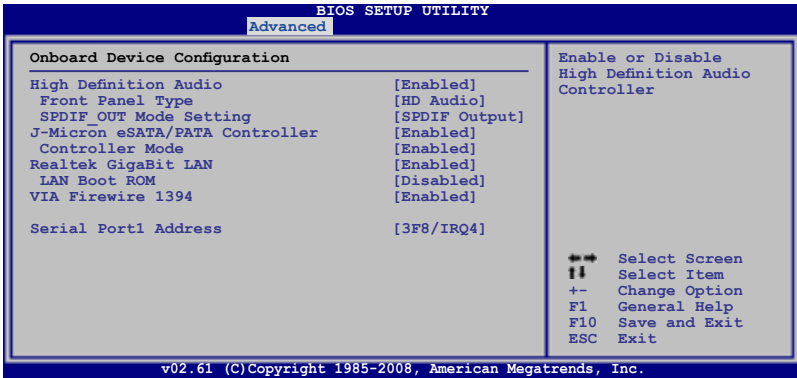 BIOS SETUP UTILITY
Advanced
Onboard Device Configuration
High Definition Audio [Enabled]
Front Panel Type [HD Audio]
SPDIF_OUT Mode Setting [SPDIF Output]
J-Micron eSATA/PATA Controller [Enabled]
Controller Mode [Enabled]
Realtek GigaBit LAN [Enabled]
LAN Boot ROM [Disabled]
VIA Firewire 1394 [Enabled]
Serial Port1 Address [3F8/IRQ4]
Enable or Disable
High Definition Audio
Controller
←→ Select Screen
↑↓ Select Item
+- Change Option
F1 General Help
F10 Save and Exit
ESC Exit
v02.61 (C)Copyright 1985-2008, American Megatrends, Inc.